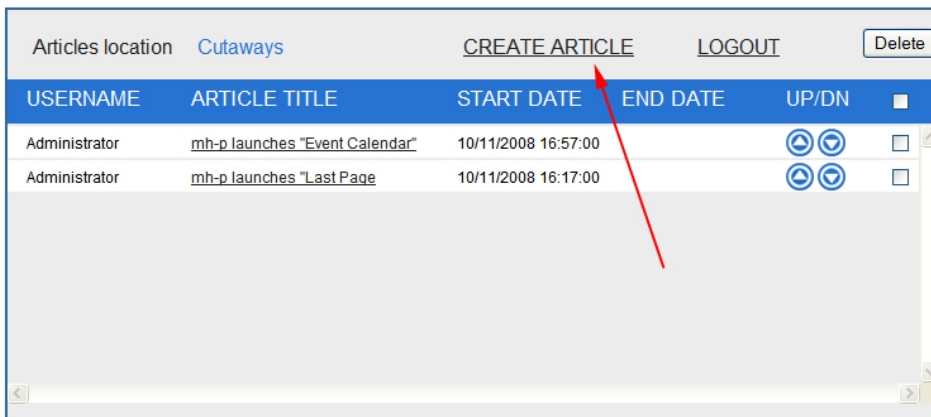 Articles location Cutaways CREATE ARTICLE LOGOUT Delete
USERNAME ARTICLE TITLE START DATE END DATE UP/DN
Administrator mh-p launches "Event Calendar" 10/11/2008 16:57:00
Administrator mh-p launches "Last Page 10/11/2008 16:17:00